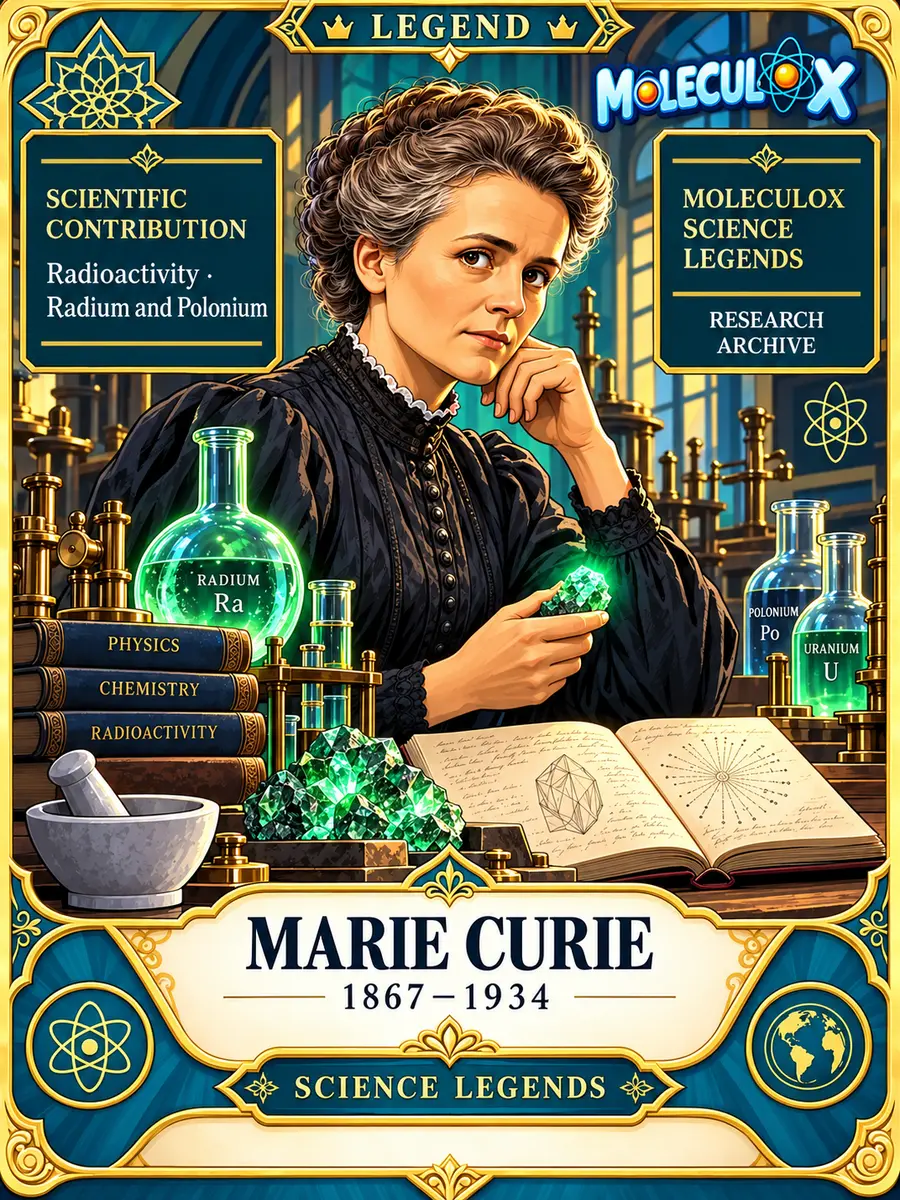 LEGEND
MOLECULOX
SCIENTIFIC
CONTRIBUTION
Radioactivity ·
Radium and Polonium
MOLECULOX
SCIENCE
LEGENDS
RESEARCH
ARCHIVE
RADIUM
Ra
POLONIUM
Po
URANIUM
U
PHYSICS
CHEMISTRY
RADIOACTIVITY
MARIE CURIE
1867–1934
SCIENCE LEGENDS